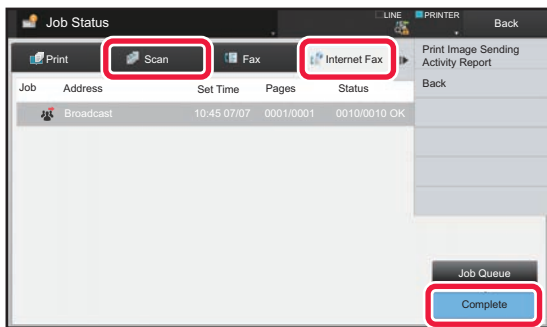 Job Status
LINE
PRINTER
Back
Print
Scan
Fax
Internet Fax
Print Image Sending
Activity Report
Back
Job Address Set Time Pages Status
Broadcast 10:45 07/07 0001/0001 0010/0010 OK
Job Queue
Complete